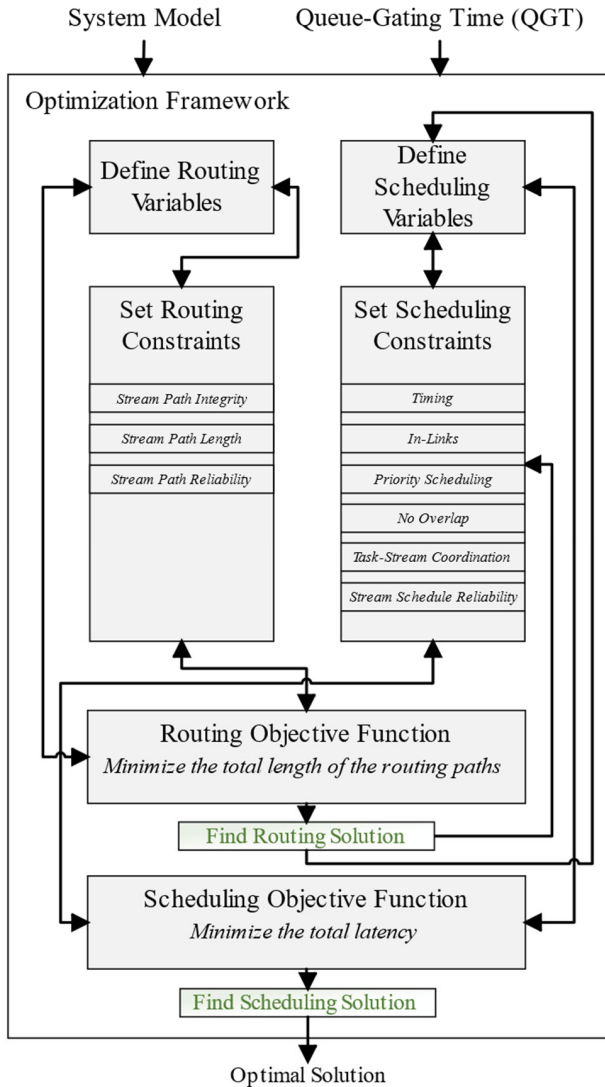 System Model
Queue-Gating Time (QGT)
Optimization Framework
Define Routing
Variables
Define
Scheduling
Variables
Set Routing
Constraints
Stream Path Integrity
Stream Path Length
Stream Path Reliability
Set Scheduling
Constraints
Timing
In-Links
Priority Scheduling
No Overlap
Task-Stream Coordination
Stream Schedule Reliability
Routing Objective Function
Minimize the total length of the routing paths
Find Routing Solution
Scheduling Objective Function
Minimize the total latency
Find Scheduling Solution
Optimal Solution